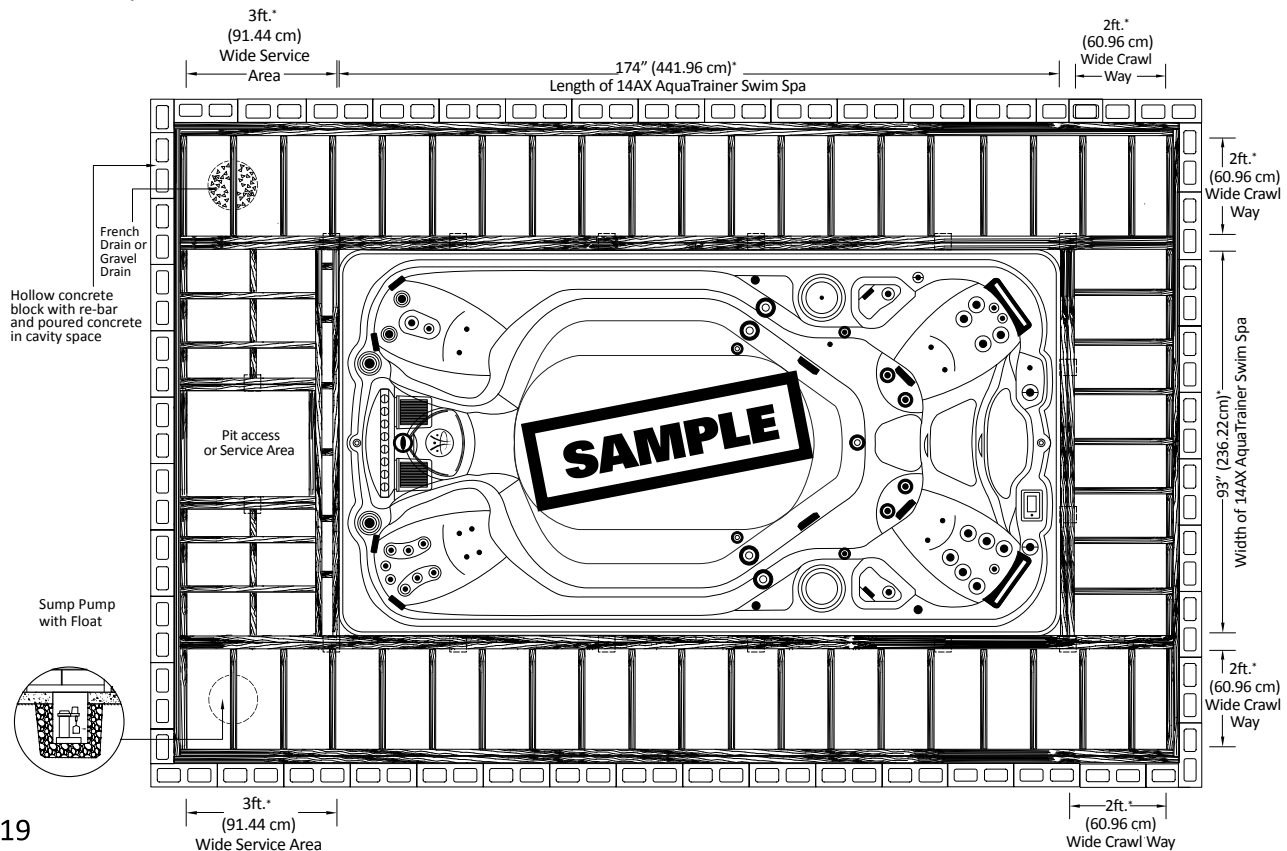 3ft.*
(91.44 cm)
Wide Service
Area
174” (441.96 cm)*
Length of 14AX AquaTrainer Swim Spa
2ft.*
(60.96 cm)
Wide Crawl
Way
2ft.*
(60.96 cm)
Wide Crawl
Way
French
Drain or
Gravel
Drain
Hollow concrete
block with re-bar
and poured concrete
in cavity space
SAMPLE
Pit access
or Service Area
93” (236.22cm)*
Width of 14AX AquaTrainer Swim Spa
Sump Pump
with Float
2ft.*
(60.96 cm)
Wide Crawl
Way
3ft.*
(91.44 cm)
Wide Service Area
2ft.*
(60.96 cm)
Wide Crawl Way
19